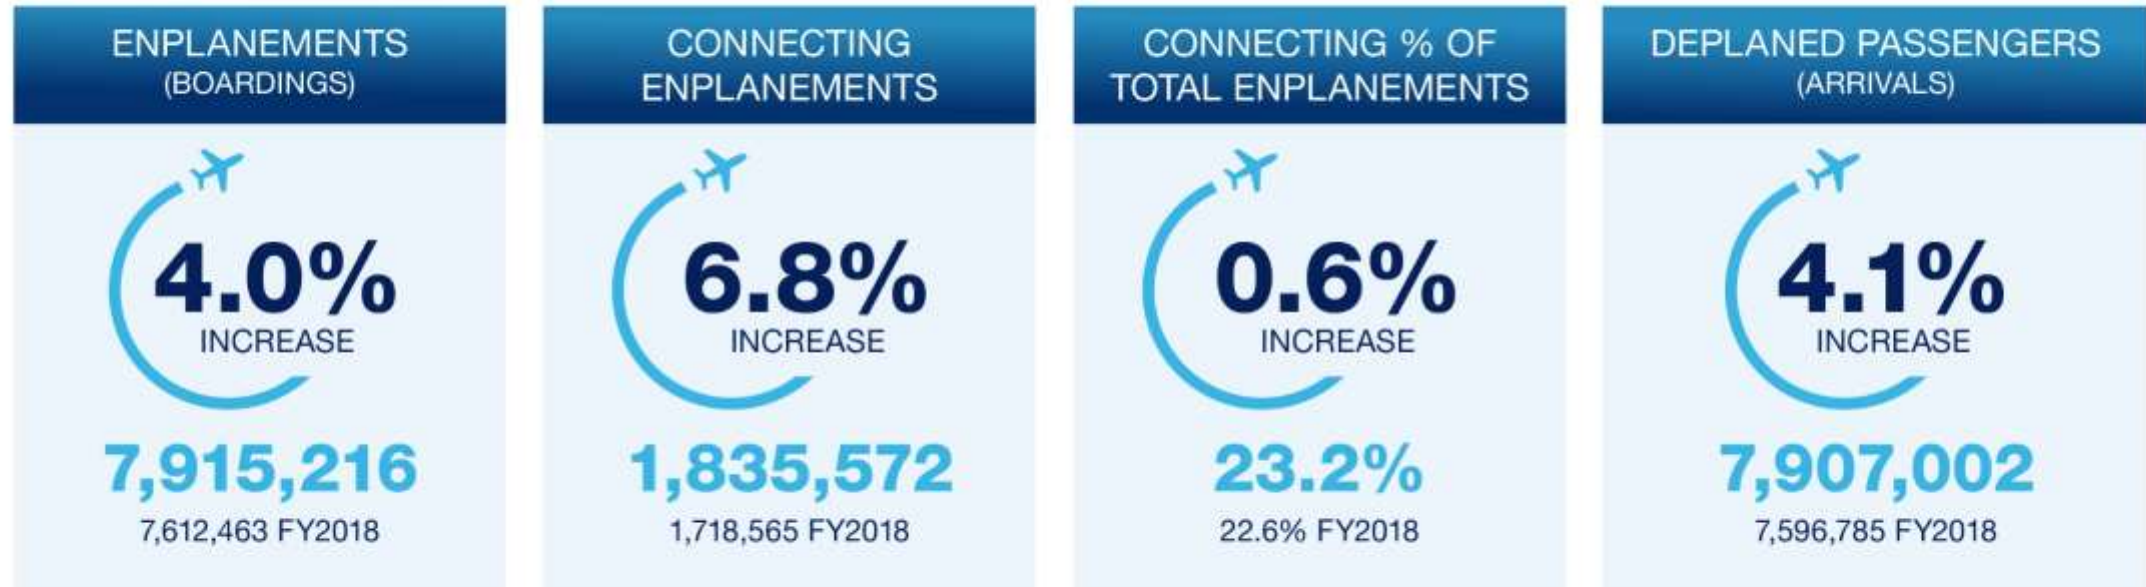 ENPLANEMENTS
(BOARDINGS)
4.0%
INCREASE
7,915,216
7,612,463 FY2018
CONNECTING
ENPLANEMENTS
6.8%
INCREASE
1,835,572
1,718,565 FY2018
CONNECTING % OF
TOTAL ENPLANEMENTS
0.6%
INCREASE
23.2%
22.6% FY2018
DEPLANED PASSENGERS
(ARRIVALS)
4.1%
INCREASE
7,907,002
7,596,785 FY2018